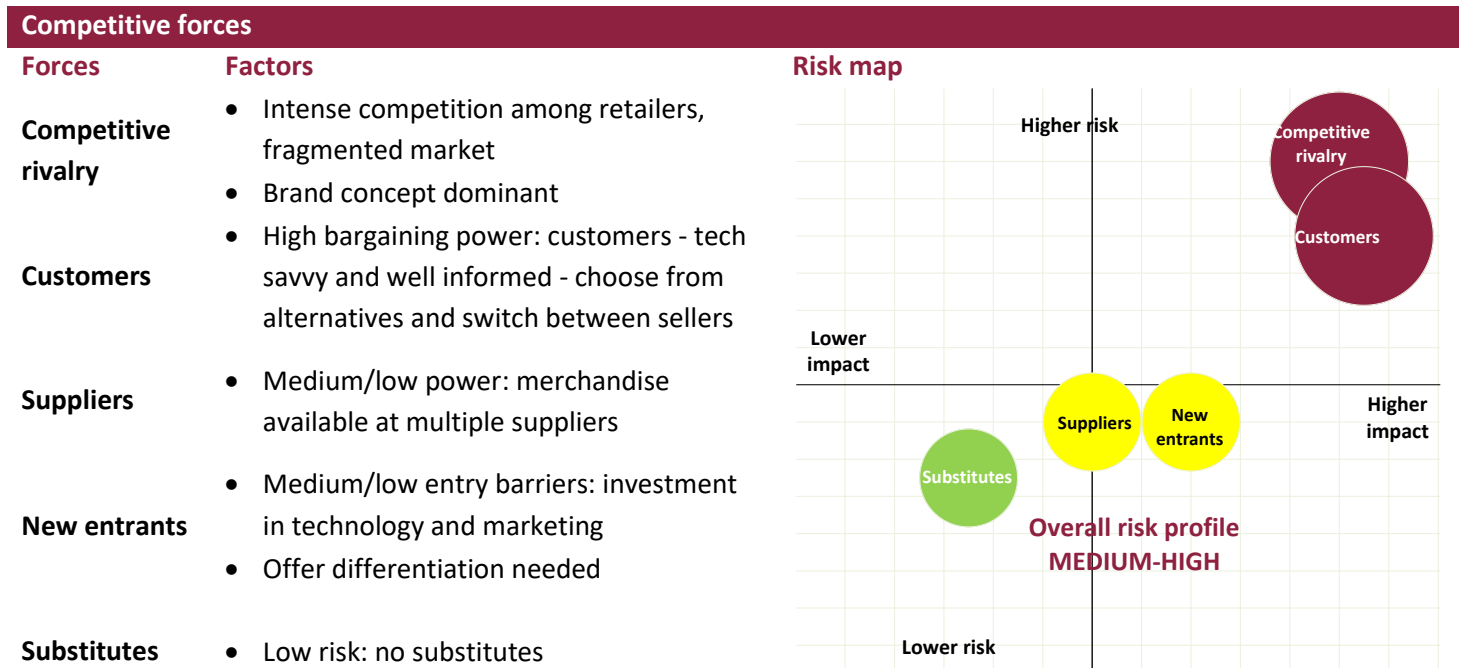 Competitive forces
Forces
Factors
Risk map
Competitive
rivalry
• Intense competition among retailers,
fragmented market
• Brand concept dominant
Customers
• High bargaining power: customers - tech
savvy and well informed - choose from
alternatives and switch between sellers
Suppliers
• Medium/low power: merchandise
available at multiple suppliers
New entrants
• Medium/low entry barriers: investment
in technology and marketing
• Offer differentiation needed
Substitutes
• Low risk: no substitutes
Higher risk
Competitive
rivalry
Customers
Lower
impact
Higher
impact
Suppliers
New
entrants
Substitutes
Overall risk profile
MEDIUM-HIGH
Lower risk